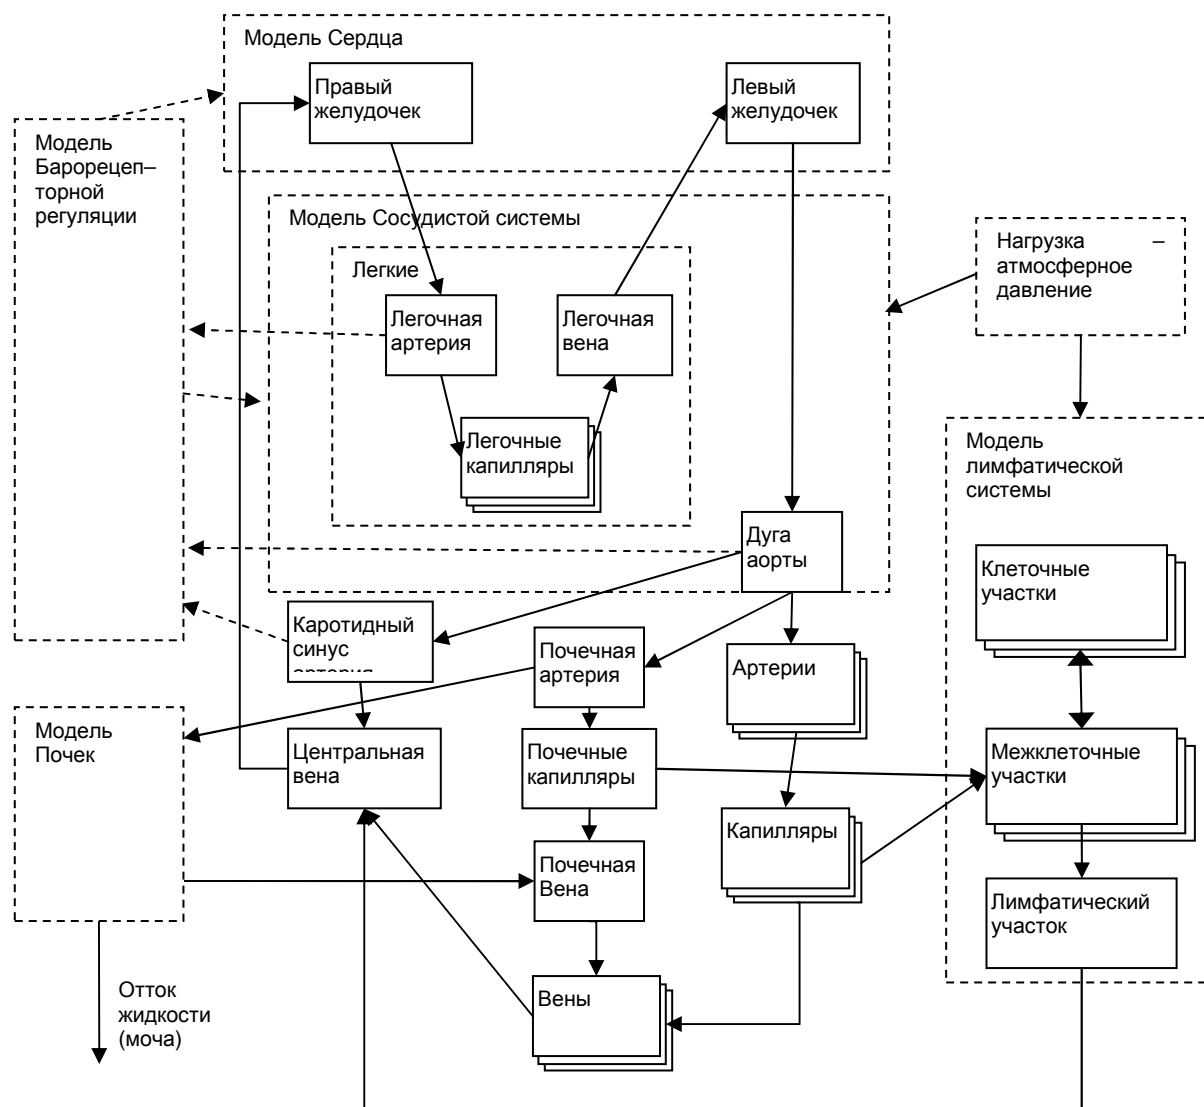 Модель Сердца
Правый
желудочек
Левый
желудочек
Модель
Барорецеп–
торной
регуляции
Модель Сосудистой системы
Легкие
Легочная
артерия
Легочная
вена
Легочные
капилляры
Нагрузка –
атмосферное
давление
Модель
лимфатической
системы
Дуга
аорты
Клеточные
участки
Каротидный
синус
артерия
Почечная
артерия
Артерии
Модель
Почек
Центральная
вена
Почечные
капилляры
Межклеточные
участки
Капилляры
Почечная
Вена
Лимфатический
участок
Вены
Отток
жидкости
(моча)